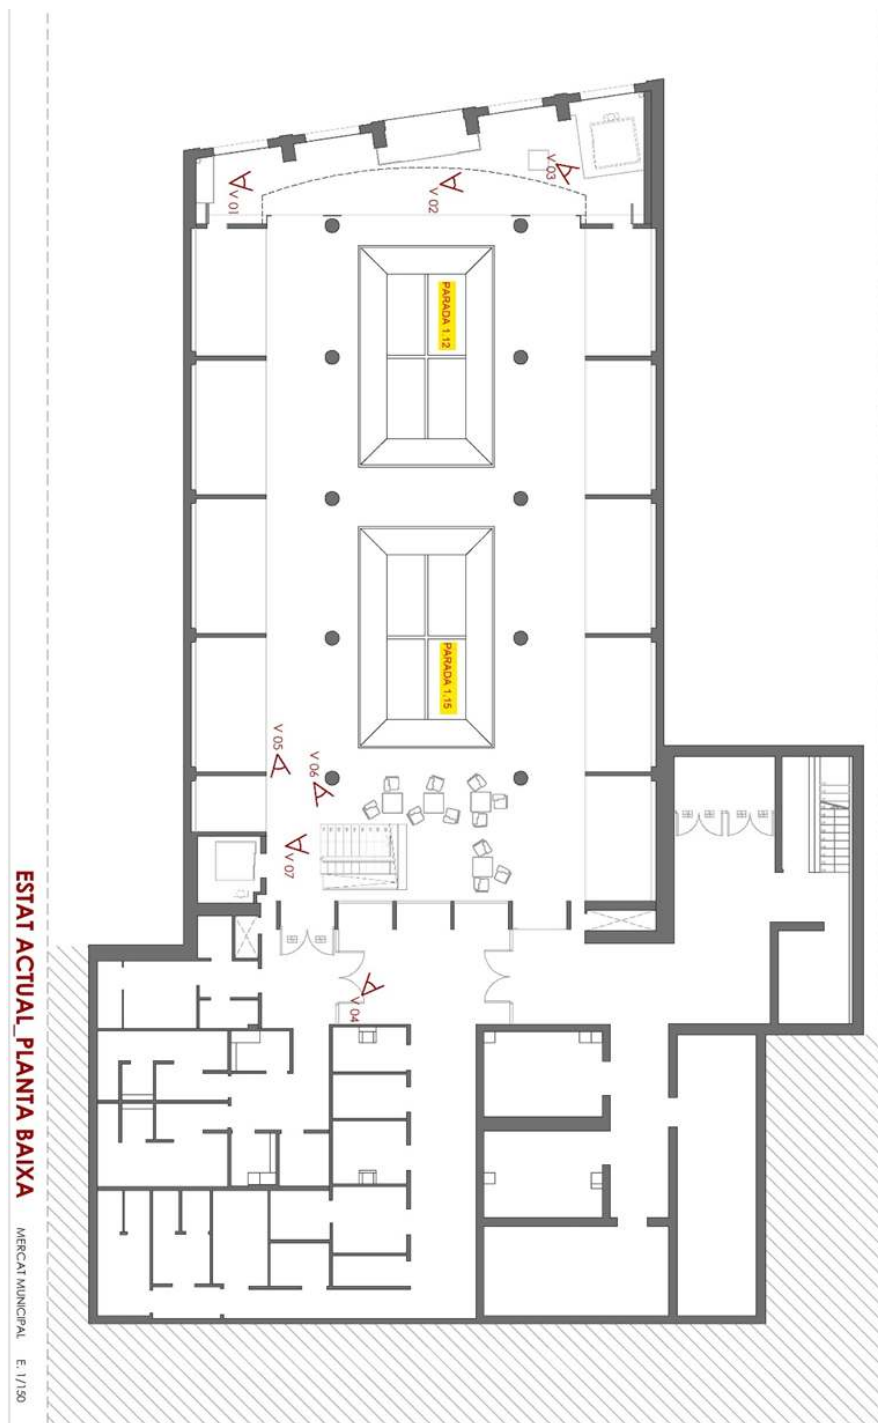 V 01
V 02
V 03
PARADA 1.12
PARADA 1.15
V 05
V 06
V 07
V 04
ESTAT ACTUAL_PLANTA BAIXA MERCAT MUNICIPAL E. 1/150